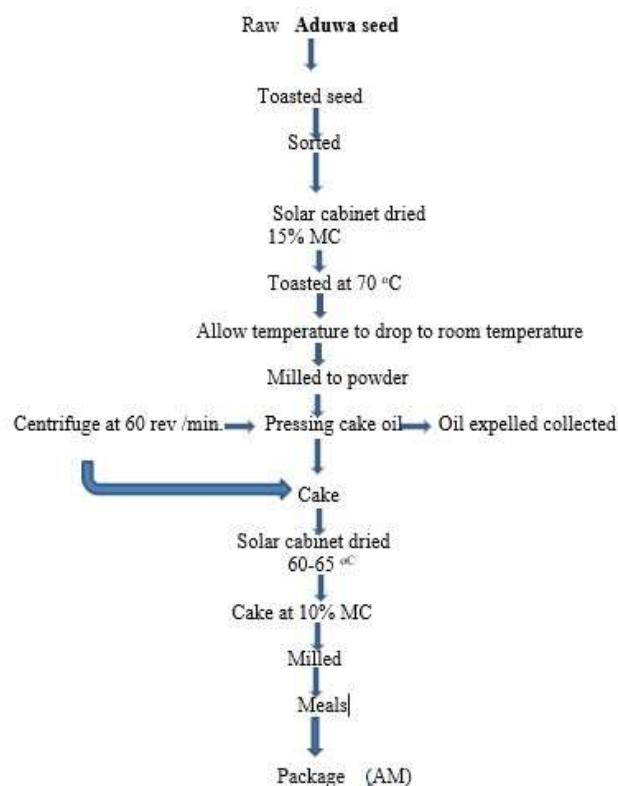 Raw Aduwa seed
Toasted seed
Sorted
Solar cabinet dried
15% MC
Toasted at 70 °C
Allow temperature to drop to room temperature
Milled to powder
Centrifuge at 60 rev /min. Pressing cake oil Oil expelled collected
Cake
Solar cabinet dried
60-65 °C
Cake at 10% MC
Milled
Meals
Package (AM)